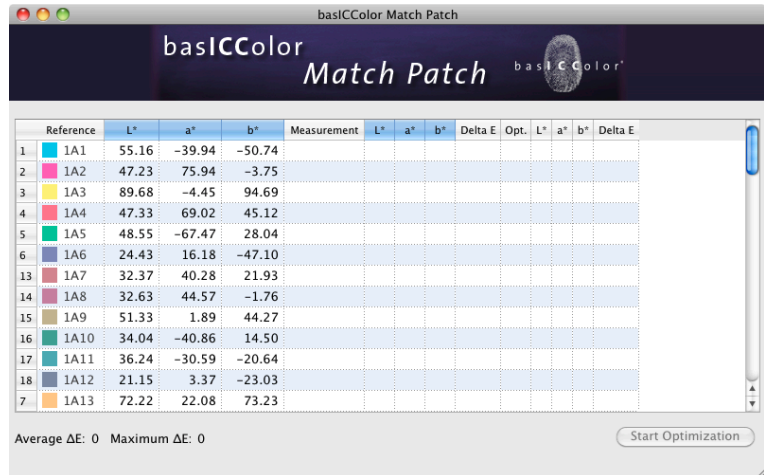 basICColor Match Patch
basICColor
Match Patch
basICColor®
Reference L* a* b* Measurement L* a* b* Delta E Opt. L* a* b* Delta E
1 1A1 55.16 -39.94 -50.74
2 1A2 47.23 75.94 -3.75
3 1A3 89.68 -4.45 94.69
4 1A4 47.33 69.02 45.12
5 1A5 48.55 -67.47 28.04
6 1A6 24.43 16.18 -47.10
13 1A7 32.37 40.28 21.93
14 1A8 32.63 44.57 -1.76
15 1A9 51.33 1.89 44.27
16 1A10 34.04 -40.86 14.50
17 1A11 36.24 -30.59 -20.64
18 1A12 21.15 3.37 -23.03
7 1A13 72.22 22.08 73.23
Average ΔE: 0 Maximum ΔE: 0
Start Optimization